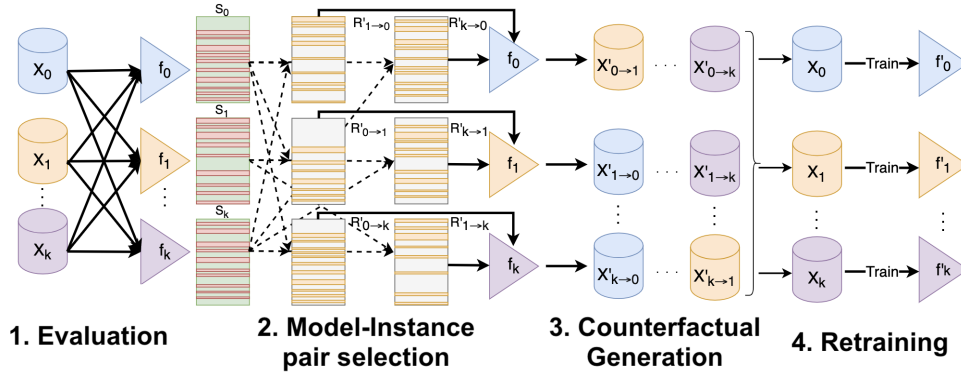 S₀
R'₁→₀
R'ₖ→₀
X₀
f₀
f₀
X'₀→₁
. . .
X'₀→ₖ
X₀
Train
f'₀
S₁
R'₀→₁
R'ₖ→₁
X₁
f₁
f₁
X'₁→₀
. . .
X'₁→ₖ
X₁
Train
f'₁
Sₖ
R'₀→ₖ
R'₁→ₖ
Xₖ
fₖ
fₖ
X'ₖ→₀
. . .
X'ₖ→₁
Xₖ
Train
f'ₖ
1. Evaluation
2. Model-Instance
pair selection
3. Counterfactual
Generation
4. Retraining